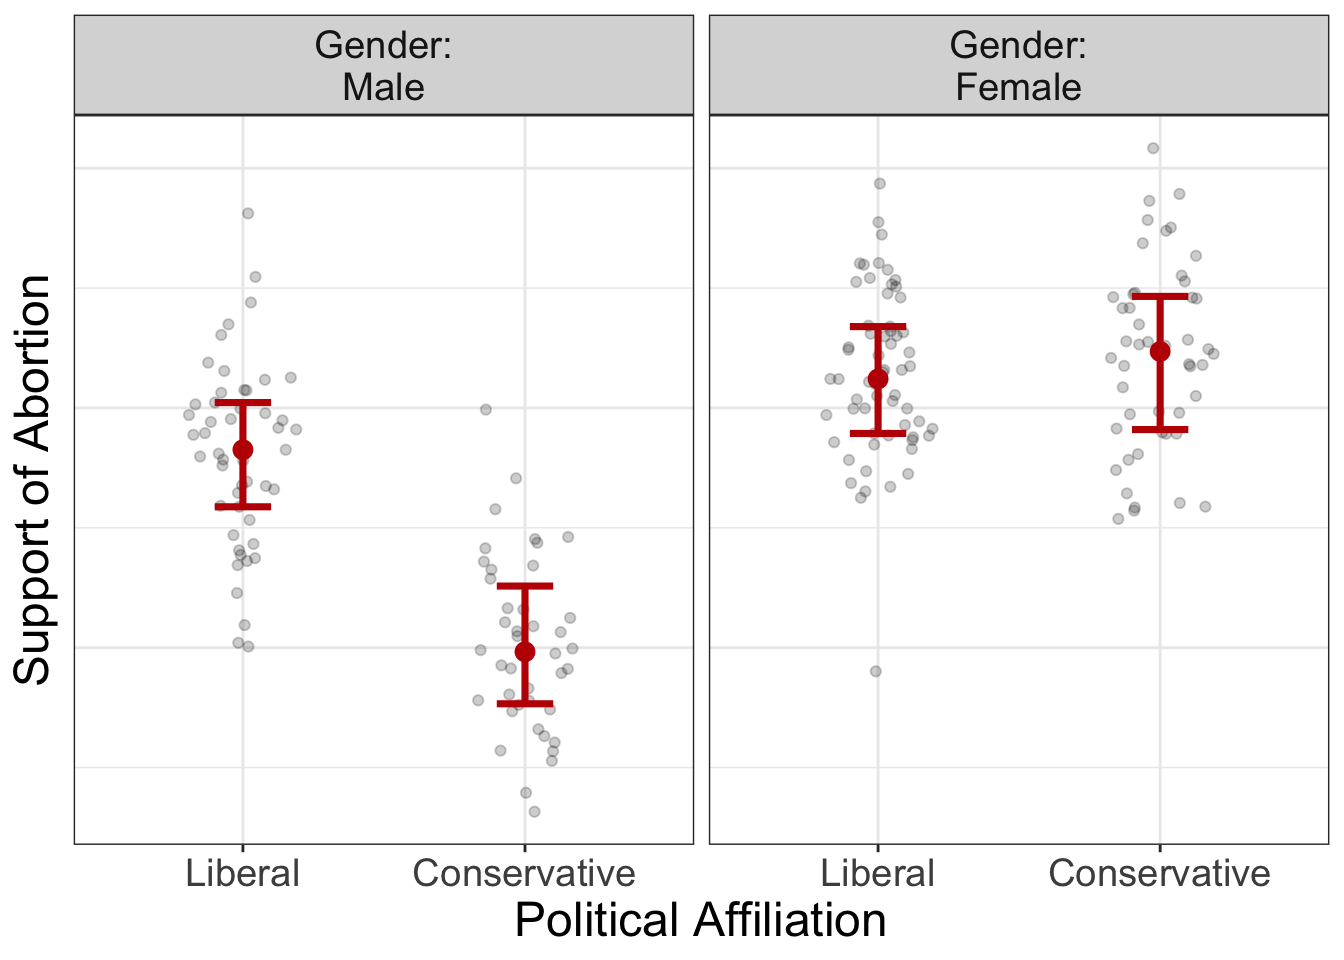 Gender:
Male
Gender:
Female
Support of Abortion
Liberal
Conservative
Liberal
Conservative
Political Affiliation